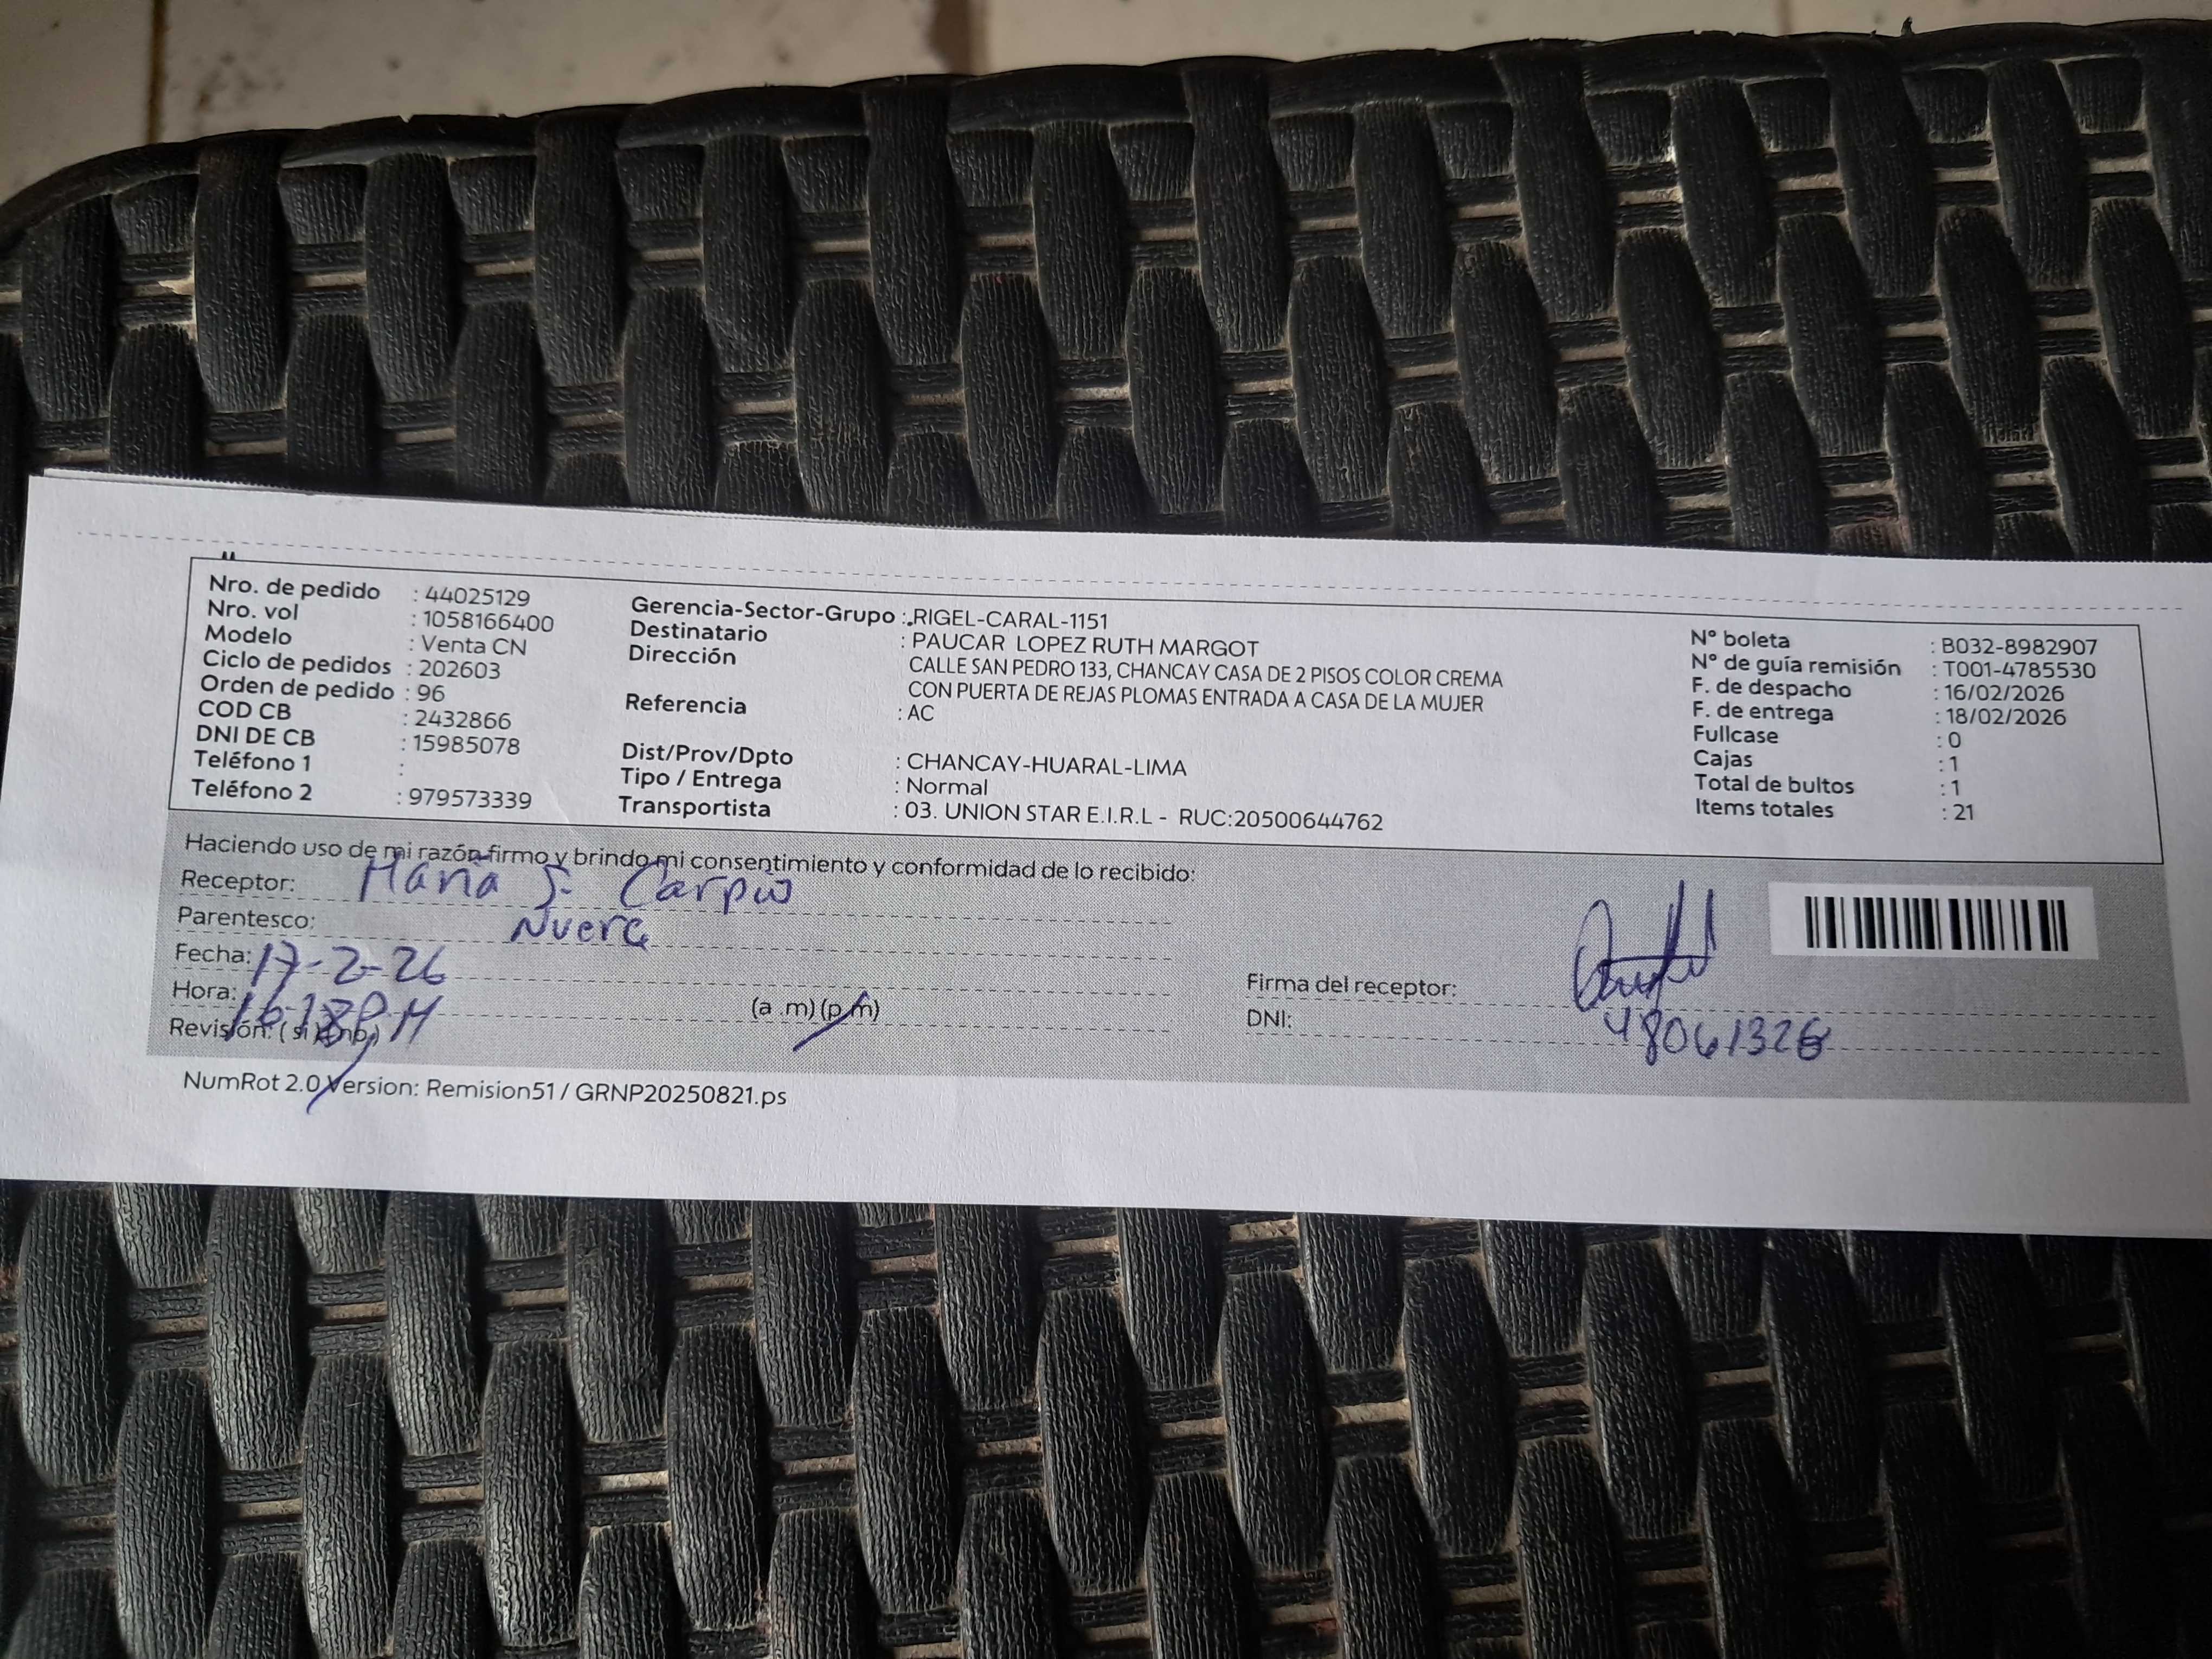 Nro. de pedido : 44025129
Nro. vol : 1058166400
Modelo : Venta CN
Ciclo de pedidos : 202603
Orden de pedido : 96
COD CB : 2432866
DNI DE CB : 15985078
Teléfono 1 :
Teléfono 2 : 979573339
Gerencia-Sector-Grupo : RIGEL-CARAL-1151
Destinatario : PAUCAR LOPEZ RUTH MARGOT
Dirección CALLE SAN PEDRO 133, CHANCAY CASA DE 2 PISOS COLOR CREMA
CON PUERTA DE REJAS PLOMAS ENTRADA A CASA DE LA MUJER
Referencia : AC
Dist/Prov/Dpto : CHANCAY-HUARAL-LIMA
Tipo / Entrega : Normal
Transportista : 03. UNION STAR E.I.R.L - RUC:20500644762
N° boleta : B032-8982907
N° de guía remisión : T001-4785530
F. de despacho : 16/02/2026
F. de entrega : 18/02/2026
Fullcase : 0
Cajas : 1
Total de bultos : 1
Items totales : 21
Haciendo uso de mi razón firmo y brindo mi consentimiento y conformidad de lo recibido:
Receptor: Maria J. Carpio
Parentesco: Nuera
Fecha: 17-2-26
Hora: 16:18 PM (a .m) (p.m)
Revisión: ( si ) ( no )
Firma del receptor:
DNI: 48061326
NumRot 2.0 Version: Remision51 / GRNP20250821.ps